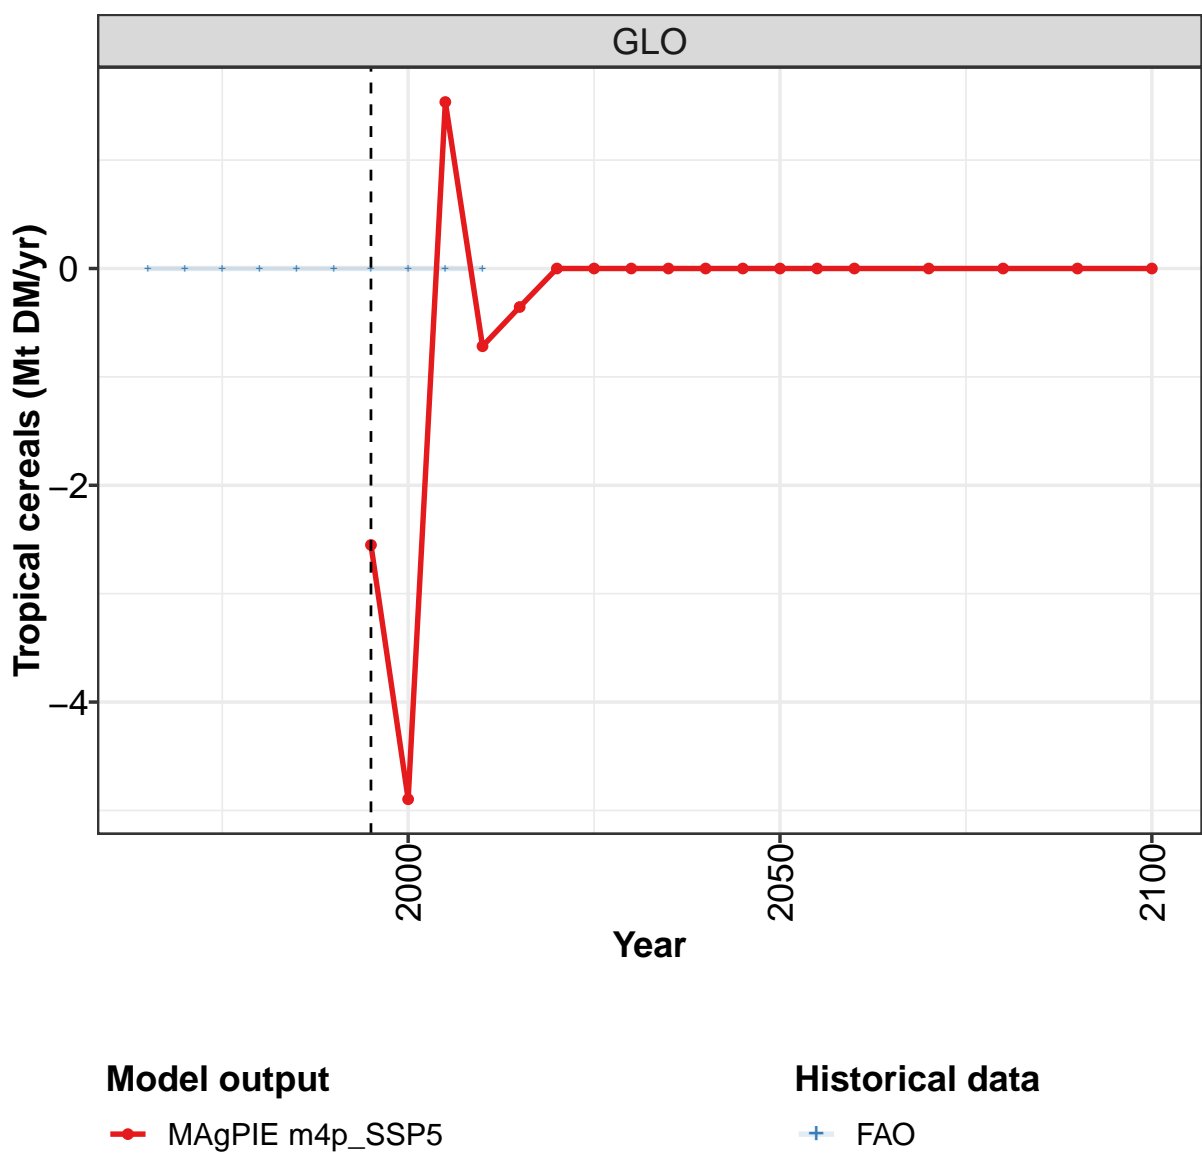 GLO
Tropical cereals (Mt DM/yr)
0
−2
−4
2000
2050
2100
Year
Model output
MAgPIE m4p_SSP5
Historical data
FAO